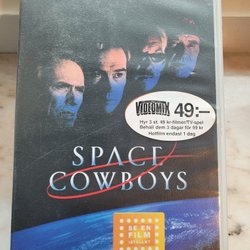 VIDEOMIX 49:-
Hyr 3 st. 49 kr-filmer/TV-spel
Behåll dem 3 dagar för 99 kr
Hotfilm endast 1 dag
SPACE
COWBOYS
SE EN
FILM